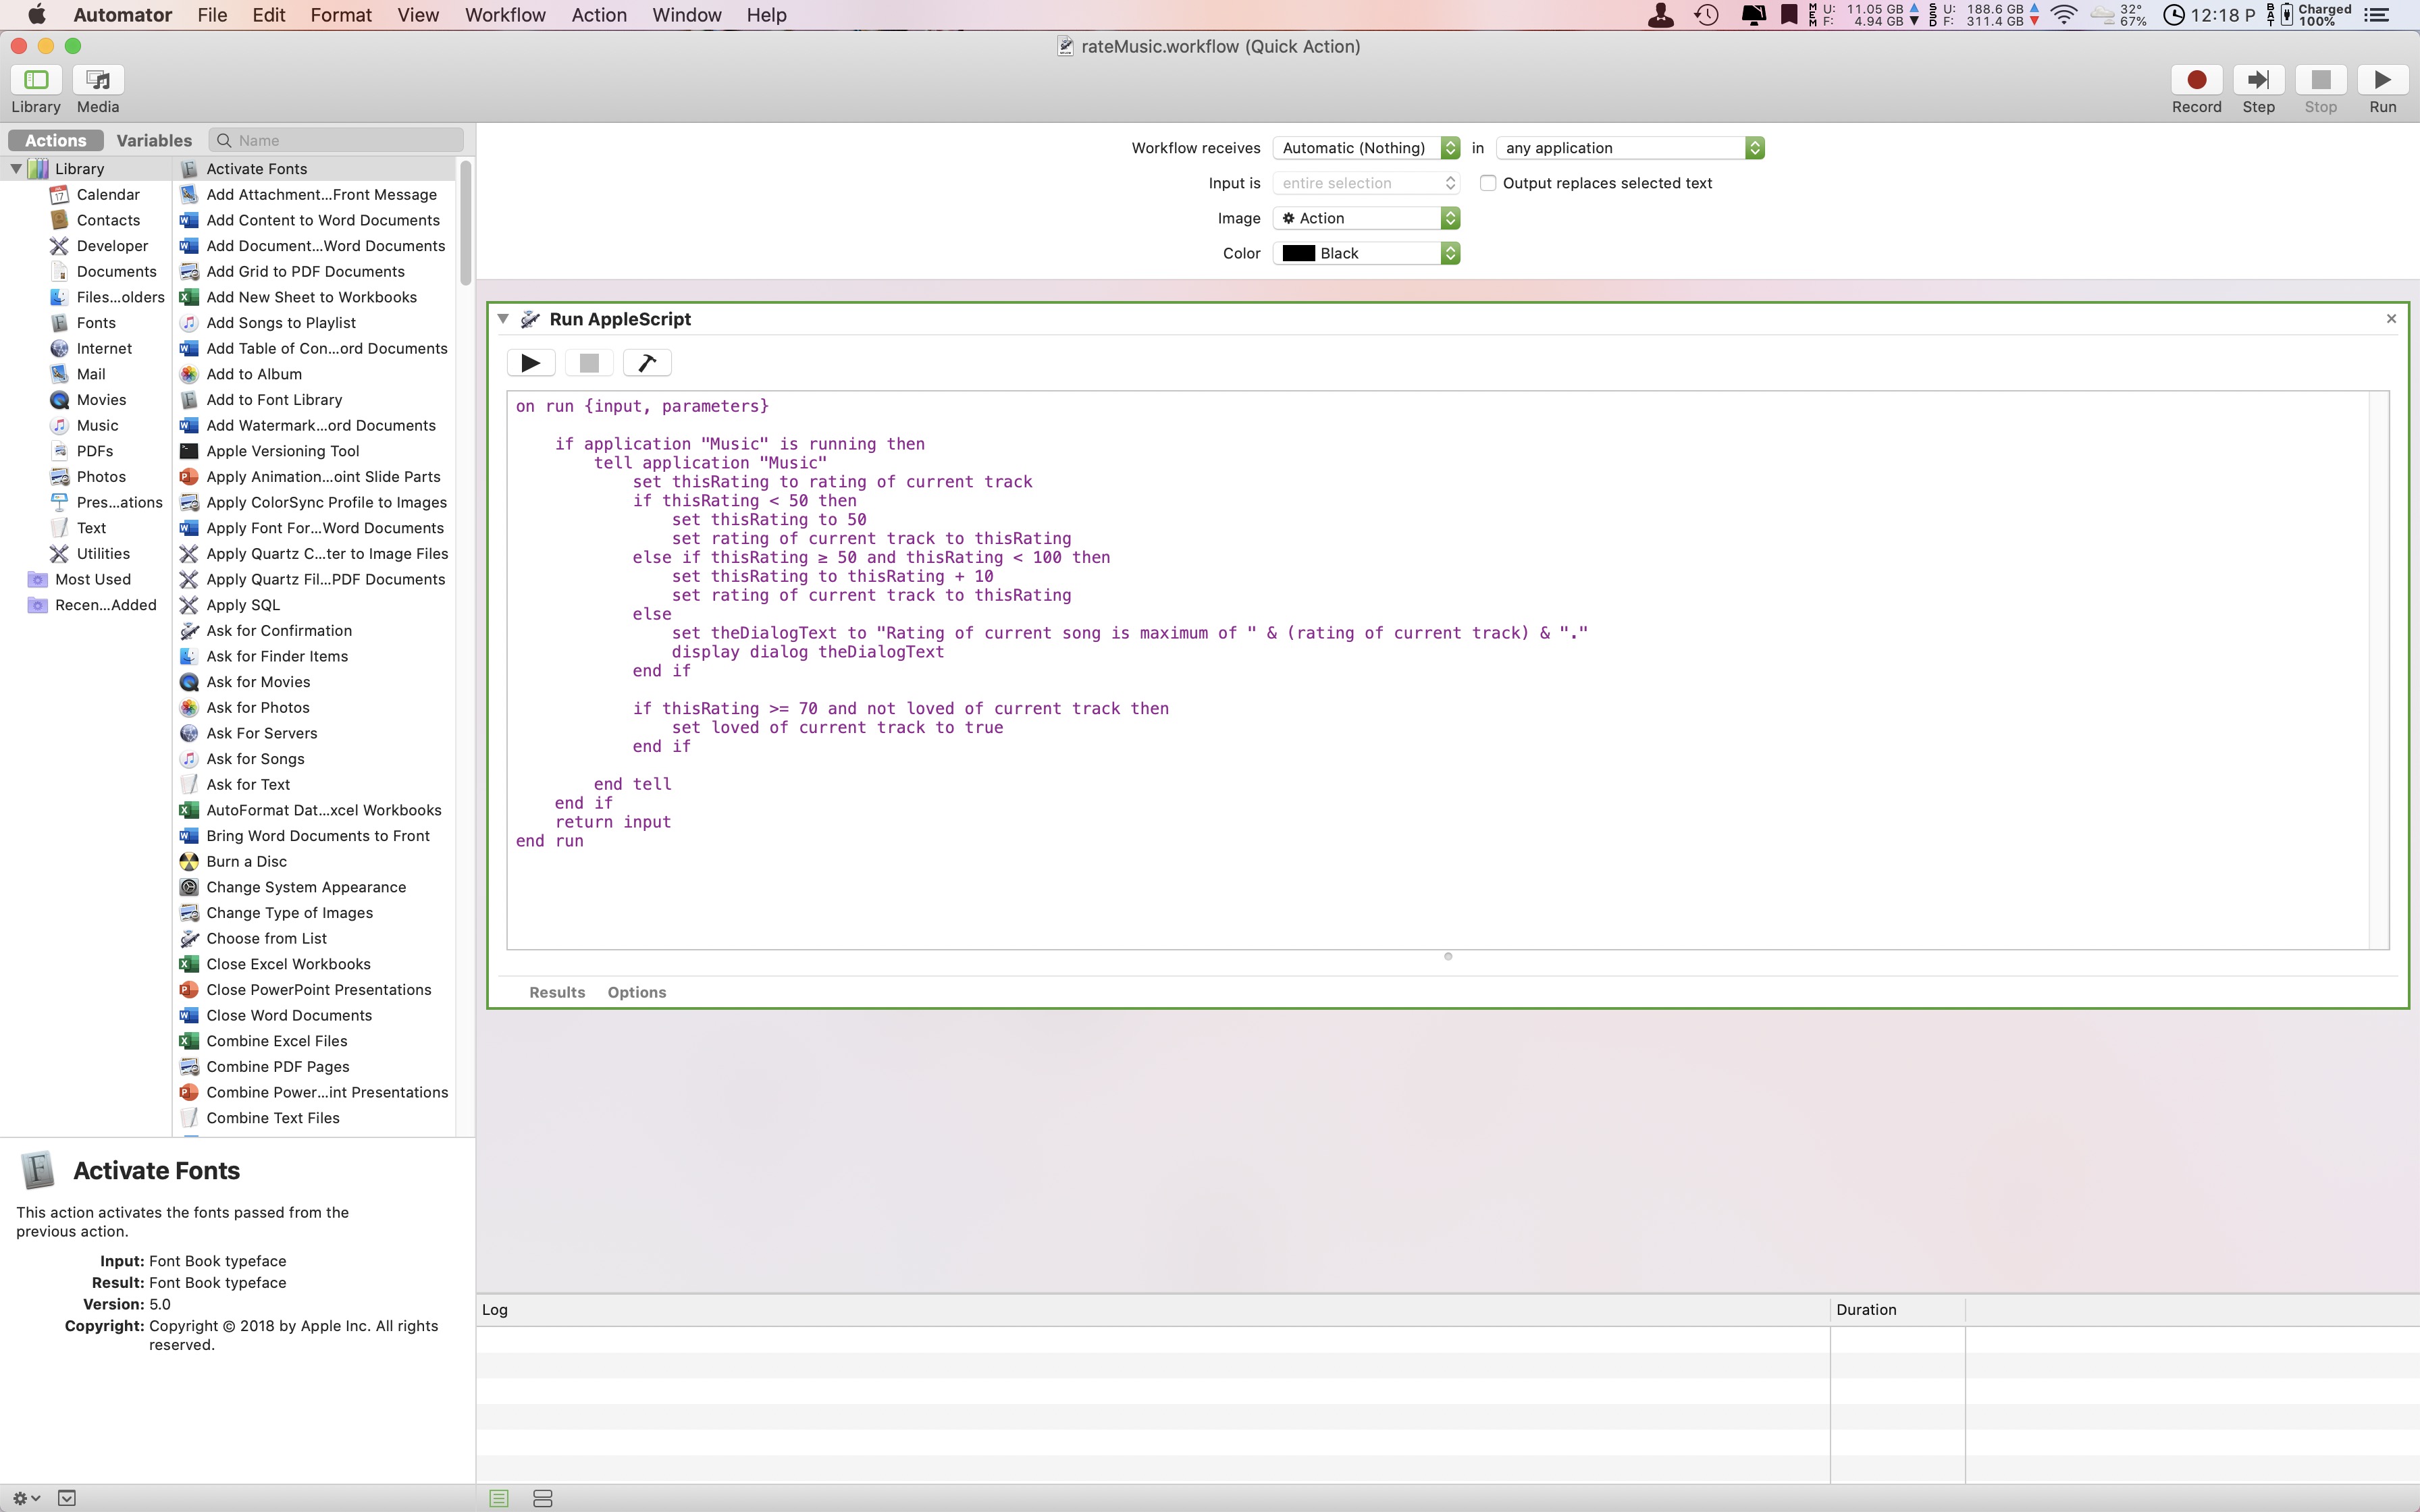 Automator File Edit Format View Workflow Action Window Help
MEM U: 11.05 GB F: 4.94 GB SSD U: 188.6 GB F: 311.4 GB 32° 67% 12:18 P BAT Charged 100%
rateMusic.workflow (Quick Action)
Library Media
Record Step Stop Run
Actions Variables Name
Library
Calendar
Contacts
Developer
Documents
Files...olders
Fonts
Internet
Mail
Movies
Music
PDFs
Photos
Pres...ations
Text
Utilities
Most Used
Recen...Added
Activate Fonts
Add Attachment...Front Message
Add Content to Word Documents
Add Document...Word Documents
Add Grid to PDF Documents
Add New Sheet to Workbooks
Add Songs to Playlist
Add Table of Con...ord Documents
Add to Album
Add to Font Library
Add Watermark...ord Documents
Apple Versioning Tool
Apply Animation...oint Slide Parts
Apply ColorSync Profile to Images
Apply Font For...Word Documents
Apply Quartz C...ter to Image Files
Apply Quartz Fil...PDF Documents
Apply SQL
Ask for Confirmation
Ask for Finder Items
Ask for Movies
Ask for Photos
Ask For Servers
Ask for Songs
Ask for Text
AutoFormat Dat...xcel Workbooks
Bring Word Documents to Front
Burn a Disc
Change System Appearance
Change Type of Images
Choose from List
Close Excel Workbooks
Close PowerPoint Presentations
Close Word Documents
Combine Excel Files
Combine PDF Pages
Combine Power...int Presentations
Combine Text Files
Activate Fonts
This action activates the fonts passed from the
previous action.
Input: Font Book typeface
Result: Font Book typeface
Version: 5.0
Copyright: Copyright © 2018 by Apple Inc. All rights
reserved.
Workflow receives Automatic (Nothing) in any application
Input is entire selection Output replaces selected text
Image Action
Color Black
Run AppleScript
on run {input, parameters}
if application "Music" is running then
tell application "Music"
set thisRating to rating of current track
if thisRating < 50 then
set thisRating to 50
set rating of current track to thisRating
else if thisRating ≥ 50 and thisRating < 100 then
set thisRating to thisRating + 10
set rating of current track to thisRating
else
set theDialogText to "Rating of current song is maximum of " & (rating of current track) & "."
display dialog theDialogText
end if
if thisRating >= 70 and not loved of current track then
set loved of current track to true
end if
end tell
end if
return input
end run
Results Options
Log Duration